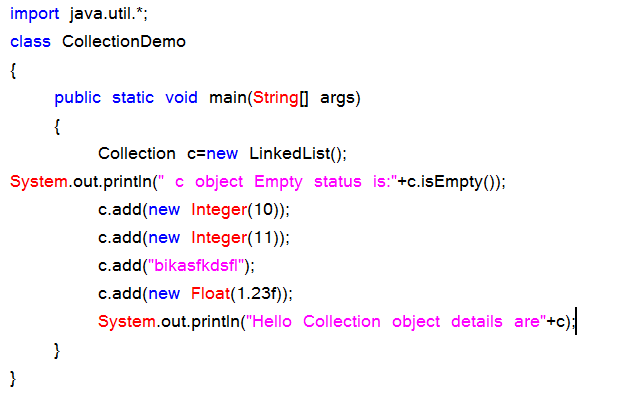 import java.util.*;
class CollectionDemo
{
public static void main(String[] args)
{
Collection c=new LinkedList();
System.out.println(" c object Empty status is:"+c.isEmpty());
c.add(new Integer(10));
c.add(new Integer(11));
c.add("bikasfkdsfl");
c.add(new Float(1.23f));
System.out.println("Hello Collection object details are"+c);
}
}